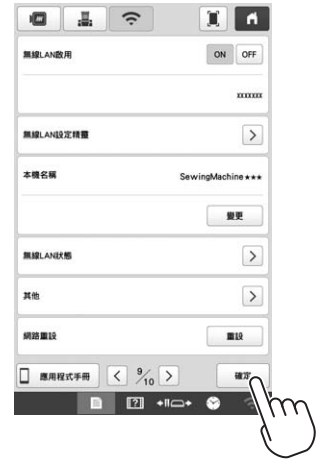 無線LAN啟用
ON
OFF
xxxxxxx
無線LAN設定精靈
>
本機名稱
SewingMachine★★★
變更
無線LAN狀態
>
其他
>
網路重設
重設
應用程式手冊
<
9/10
>
確定